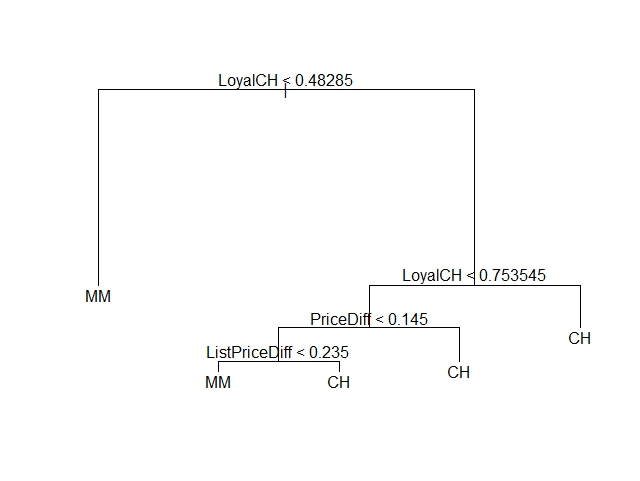 LoyalCH < 0.48285
LoyalCH < 0.753545
MM
PriceDiff < 0.145
CH
ListPriceDiff < 0.235
CH
MM
CH